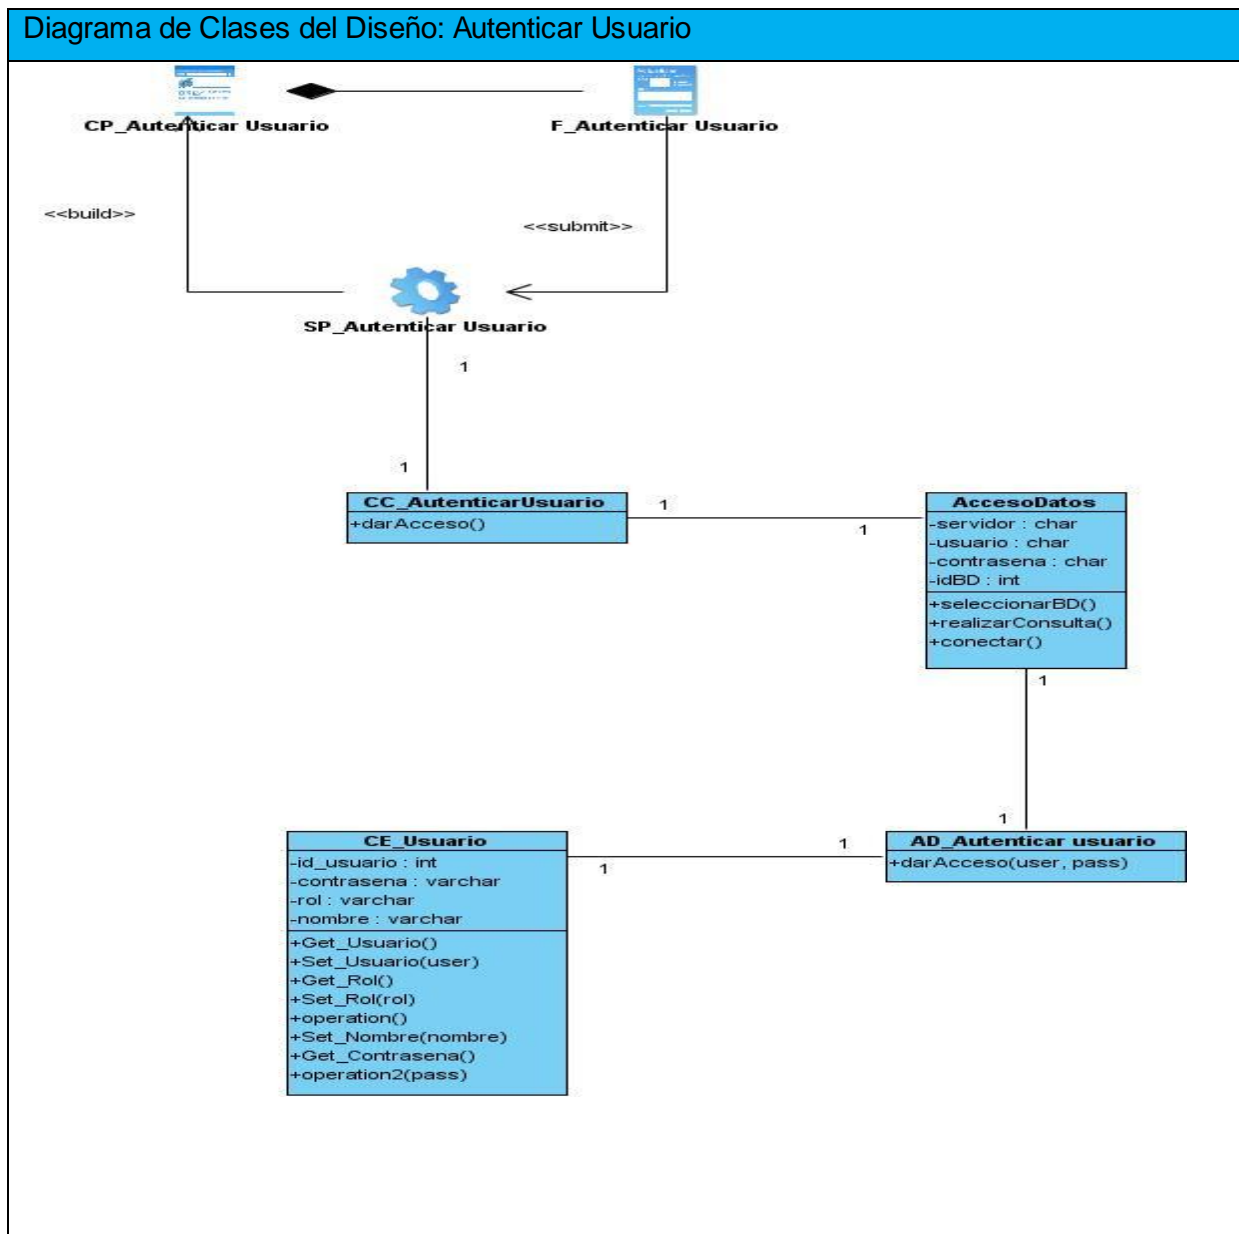 Diagrama de Clases del Diseño: Autenticar Usuario
CP_Autenticar Usuario
F_Autenticar Usuario
<<build>>
<<submit>>
SP_Autenticar Usuario
1
1
CC_AutenticarUsuario
+darAcceso()
1
1
AccesoDatos
-servidor : char
-usuario : char
-contrasena : char
-idBD : int
+seleccionarBD()
+realizarConsulta()
+conectar()
1
1
CE_Usuario
-id_usuario : int
-contrasena : varchar
-rol : varchar
-nombre : varchar
+Get_Usuario()
+Set_Usuario(user)
+Get_Rol()
+Set_Rol(rol)
+operation()
+Set_Nombre(nombre)
+Get_Contrasena()
+operation2(pass)
1
1
AD_Autenticar usuario
+darAcceso(user, pass)